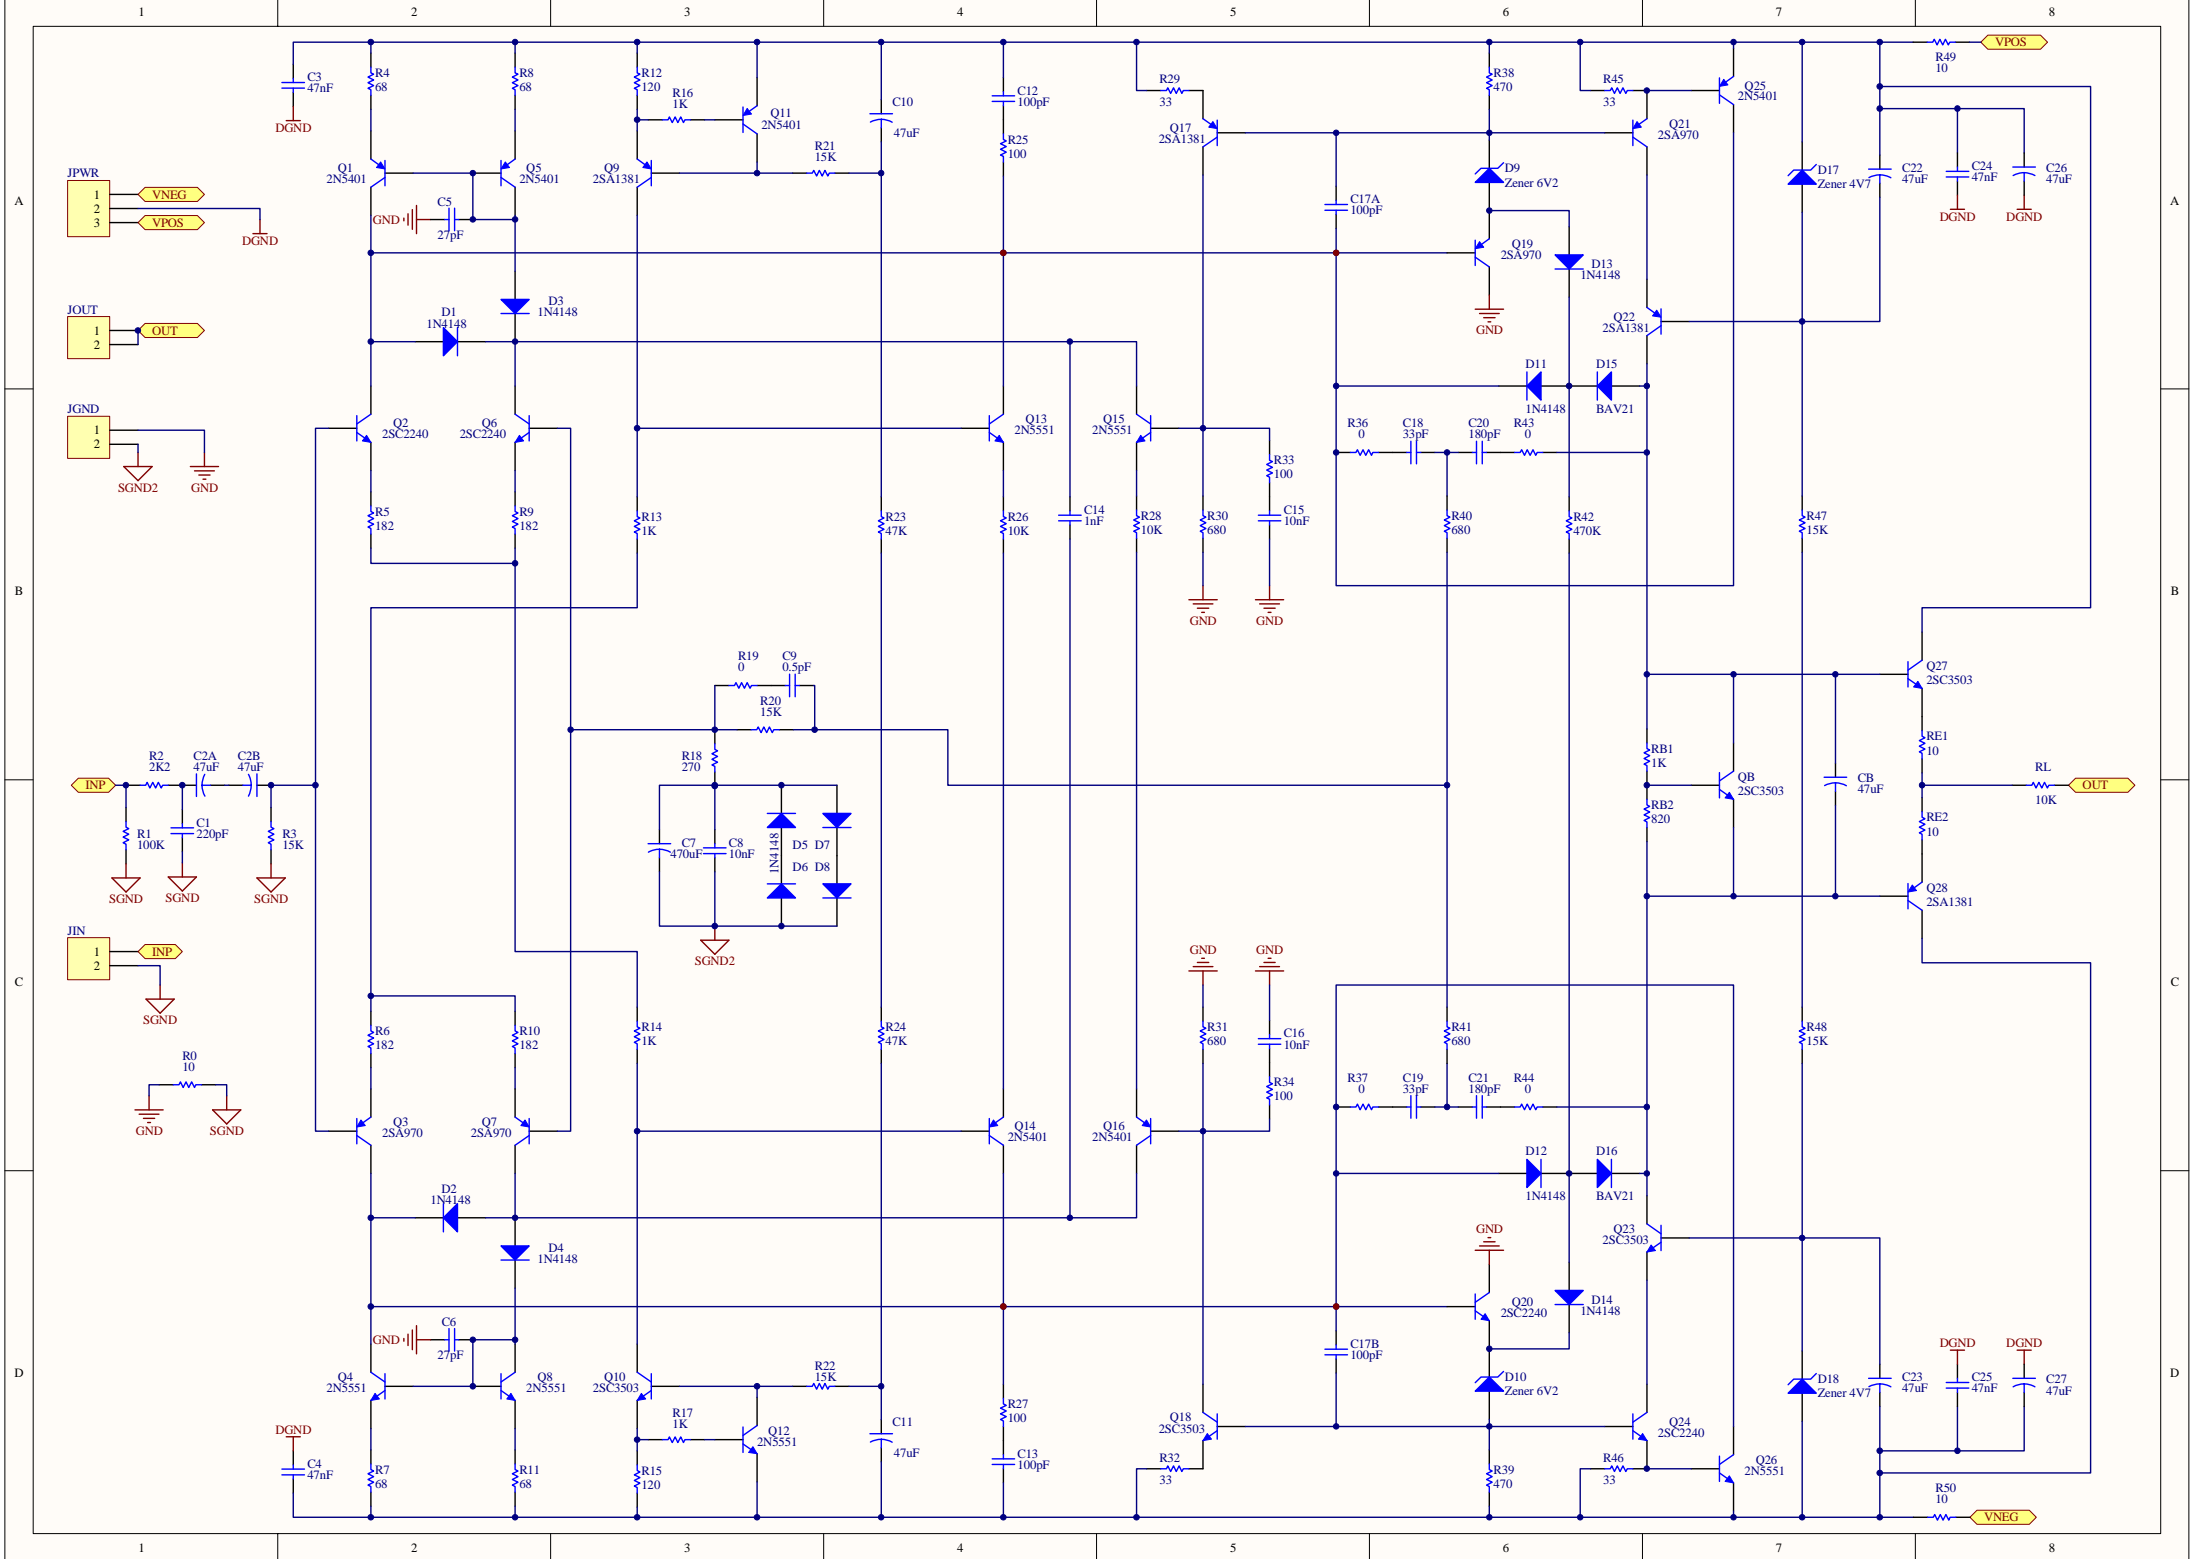 1 2 3 4 5 6 7 8
A
B
C
D
A
B
C
D
1 2 3 4 5 6 7 8
JPWR
1
2
3
VNEG
VPOS
DGND
JOUT
1
2
OUT
JGND
1
2
SGND2
GND
INP
R2
2K2
C2A
47uF
C2B
47uF
R1
100K
C1
220pF
R3
15K
SGND
SGND
SGND
JIN
1
2
INP
SGND
R0
10
GND
SGND
C3
47nF
DGND
R4
68
R8
68
Q1
2N5401
Q5
2N5401
GND
C5
27pF
D1
1N4148
D3
1N4148
Q2
2SC2240
Q6
2SC2240
R5
182
R9
182
R6
182
R10
182
Q3
2SA970
Q7
2SA970
D2
1N4148
D4
1N4148
GND
C6
27pF
Q4
2N5551
Q8
2N5551
DGND
C4
47nF
R7
68
R11
68
R12
120
R16
1K
Q11
2N5401
Q9
2SA1381
R21
15K
C10
47uF
R13
1K
R23
47K
R19
0
C9
0.5pF
R20
15K
R18
270
C7
470uF
C8
10nF
1N4148
D5 D7
D6 D8
SGND2
R14
1K
R24
47K
Q10
2SC3503
R22
15K
R17
1K
Q12
2N5551
R15
120
C11
47uF
C12
100pF
R25
100
Q13
2N5551
Q15
2N5551
R26
10K
C14
1nF
R28
10K
Q14
2N5401
Q16
2N5401
R27
100
C13
100pF
R29
33
Q17
2SA1381
R33
100
R30
680
C15
10nF
GND
GND
GND
GND
R31
680
C16
10nF
R34
100
Q18
2SC3503
R32
33
C17A
100pF
R38
470
D9
Zener 6V2
Q19
2SA970
GND
D13
1N4148
D11
1N4148
D15
BAV21
R36
0
C18
33pF
C20
180pF
R43
0
R40
680
R42
470K
R45
33
Q21
2SA970
Q25
2N5401
Q22
2SA1381
D17
Zener 4V7
C22
47uF
C24
47nF
C26
47uF
DGND
DGND
R49
10
VPOS
R47
15K
RB1
1K
RB2
820
QB
2SC3503
CB
47uF
Q27
2SC3503
RE1
10
RE2
10
Q28
2SA1381
RL
10K
OUT
R41
680
R37
0
C19
33pF
C21
180pF
R44
0
D12
1N4148
D16
BAV21
R48
15K
GND
Q20
2SC2240
D14
1N4148
C17B
100pF
D10
Zener 6V2
R39
470
Q23
2SC3503
Q24
2SC2240
R46
33
Q26
2N5551
D18
Zener 4V7
C23
47uF
C25
47nF
C27
47uF
DGND
DGND
R50
10
VNEG